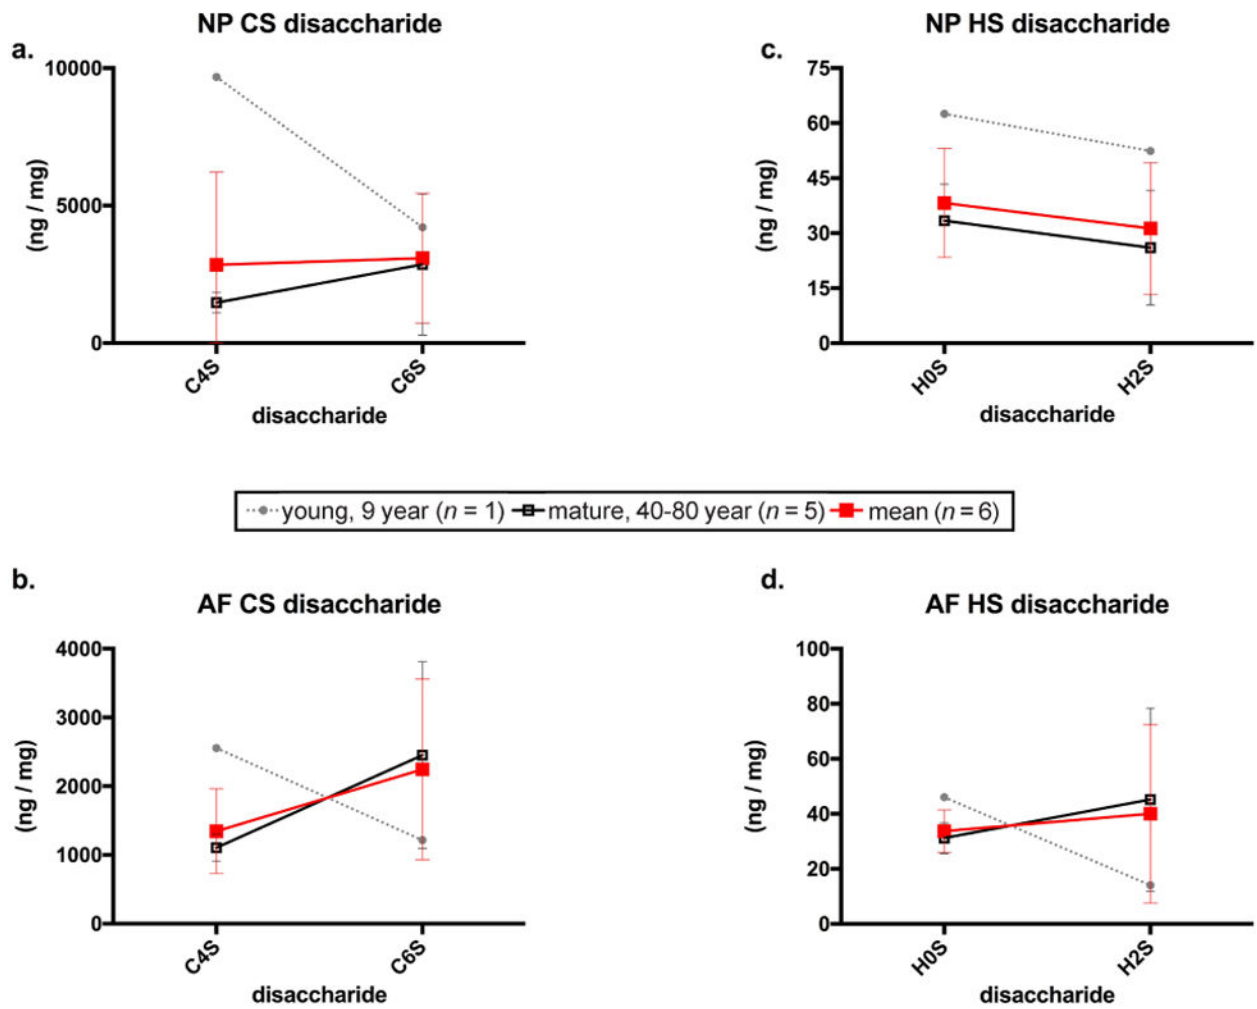 a.
NP CS disaccharide
10000
5000
0
(ng / mg)
C4S
C6S
disaccharide
c.
NP HS disaccharide
75
60
45
30
15
0
(ng / mg)
H0S
H2S
disaccharide
young, 9 year (n = 1) mature, 40-80 year (n = 5) mean (n = 6)
b.
AF CS disaccharide
4000
3000
2000
1000
0
(ng / mg)
C4S
C6S
disaccharide
d.
AF HS disaccharide
100
80
60
40
20
0
(ng / mg)
H0S
H2S
disaccharide